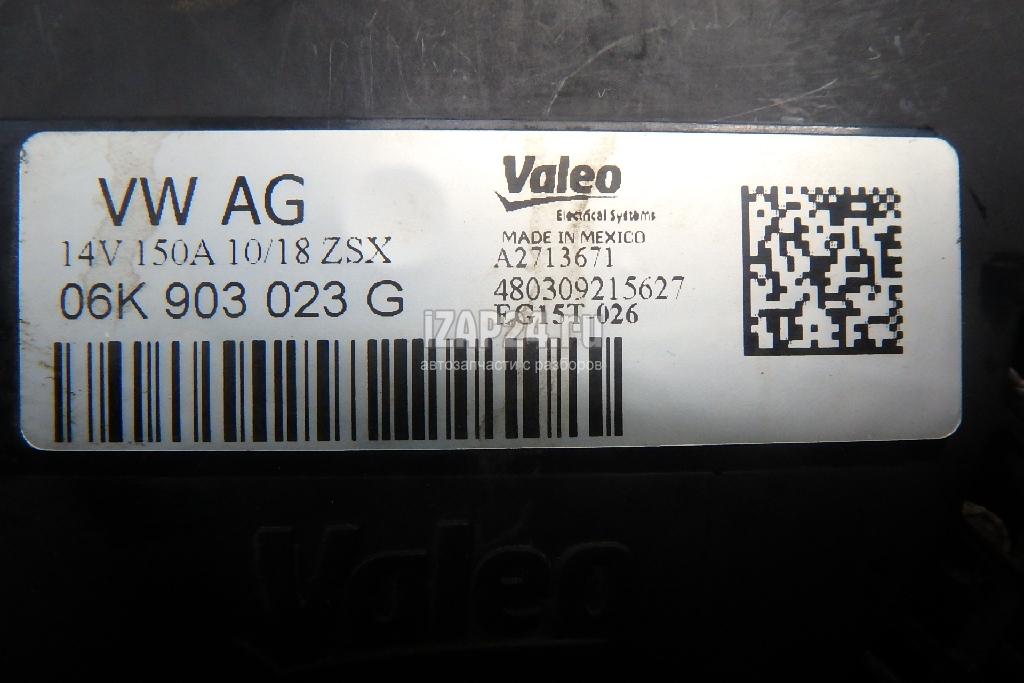 VW AG
14V 150A 10/18 ZSX
06K 903 023 G
Valeo
Electrical Systems
MADE IN MEXICO
A2713671
480309215627
EG15T-026
iZAP24.ru
автозапчасти с разборов
Valeo